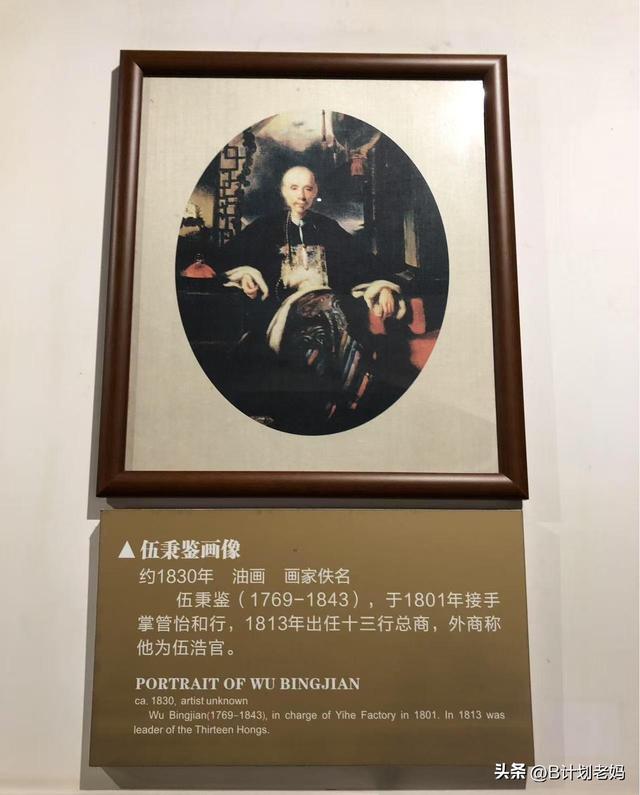 ▲伍秉鉴画像
约1830年 油画 画家佚名
伍秉鉴（1769-1843），于1801年接手
掌管怡和行，1813年出任十三行总商，外商称
他为伍浩官。
PORTRAIT OF WU BINGJIAN
ca. 1830, artist unknown
Wu Bingjian(1769-1843), in charge of Yihe Factory in 1801. In 1813 was
leader of the Thirteen Hongs.
头条 @B计划老妈